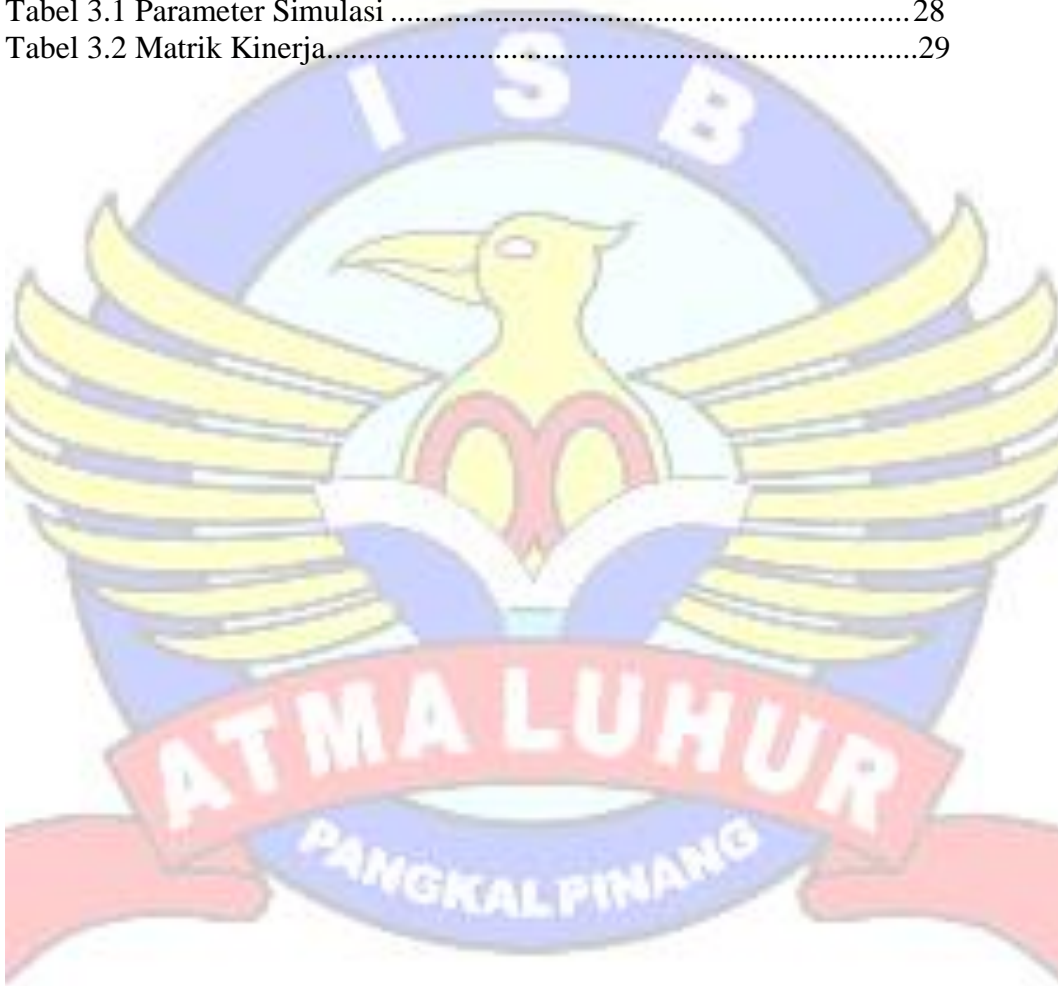 Tabel 3.1 Parameter Simulasi ......................................................................28
Tabel 3.2 Matrik Kinerja...............................................................................29
I S B
ATMA LUHUR
PANGKALPINANG